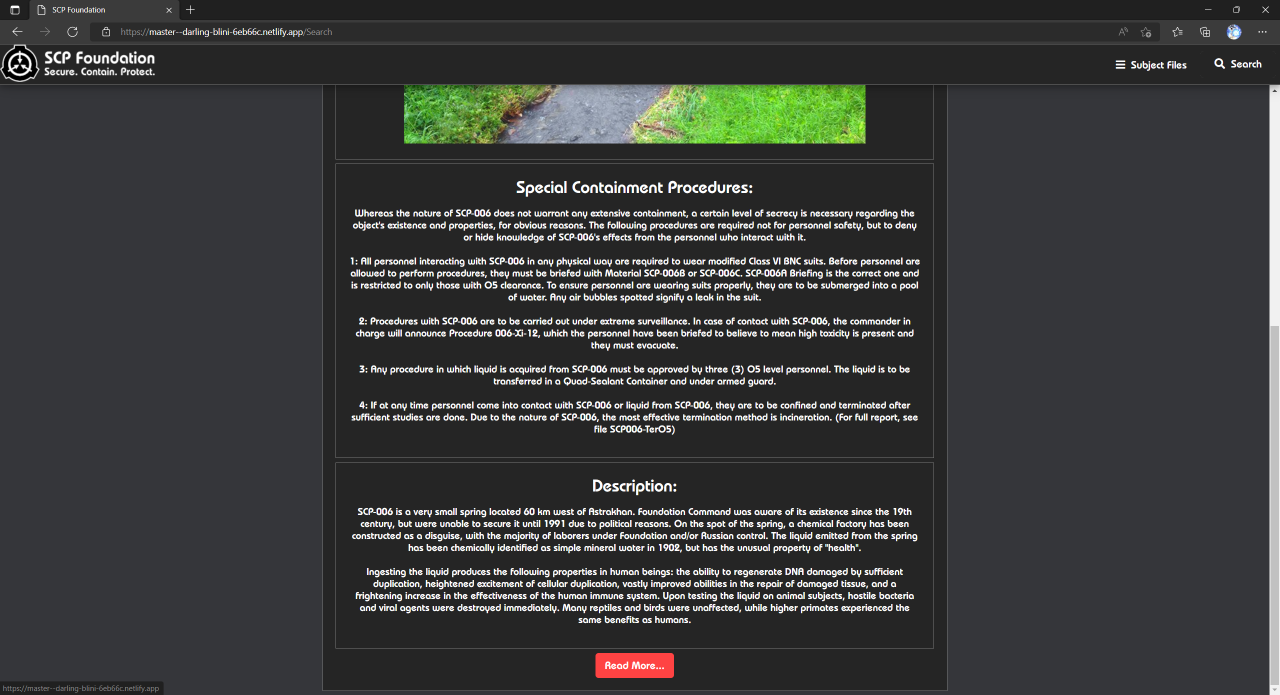 SCP Foundation
https://master--darling-blini-6eb66c.netlify.app/Search
SCP Foundation
Secure. Contain. Protect.
Subject Files
Search
Special Containment Procedures:
Whereas the nature of SCP-006 does not warrant any extensive containment, a certain level of secrecy is necessary regarding the
object's existence and properties, for obvious reasons. The following procedures are required not for personnel safety, but to deny
or hide knowledge of SCP-006's effects from the personnel who interact with it.
1: All personnel interacting with SCP-006 in any physical way are required to wear modified Class VI BNC suits. Before personnel are
allowed to perform procedures, they must be briefed with Material SCP-006B or SCP-006C. SCP-006A Briefing is the correct one and
is restricted to only those with O5 clearance. To ensure personnel are wearing suits properly, they are to be submerged into a pool
of water. Any air bubbles spotted signify a leak in the suit.
2: Procedures with SCP-006 are to be carried out under extreme surveillance. In case of contact with SCP-006, the commander in
charge will announce Procedure 006-Xi-12, which the personnel have been briefed to believe to mean high toxicity is present and
they must evacuate.
3: Any procedure in which liquid is acquired from SCP-006 must be approved by three (3) O5 level personnel. The liquid is to be
transferred in a Quad-Sealant Container and under armed guard.
4: If at any time personnel come into contact with SCP-006 or liquid from SCP-006, they are to be confined and terminated after
sufficient studies are done. Due to the nature of SCP-006, the most effective termination method is incineration. (For full report, see
file SCP006-TerO5)
Description:
SCP-006 is a very small spring located 60 km west of Astrakhan. Foundation Command was aware of its existence since the 19th
century, but were unable to secure it until 1991 due to political reasons. On the spot of the spring, a chemical factory has been
constructed as a disguise, with the majority of laborers under Foundation and/or Russian control. The liquid emitted from the spring
has been chemically identified as simple mineral water in 1902, but has the unusual property of "health".
Ingesting the liquid produces the following properties in human beings: the ability to regenerate DNA damaged by sufficient
duplication, heightened excitement of cellular duplication, vastly improved abilities in the repair of damaged tissue, and a
frightening increase in the effectiveness of the human immune system. Upon testing the liquid on animal subjects, hostile bacteria
and viral agents were destroyed immediately. Many reptiles and birds were unaffected, while higher primates experienced the
same benefits as humans.
Read More...
https://master--darling-blini-6eb66c.netlify.app